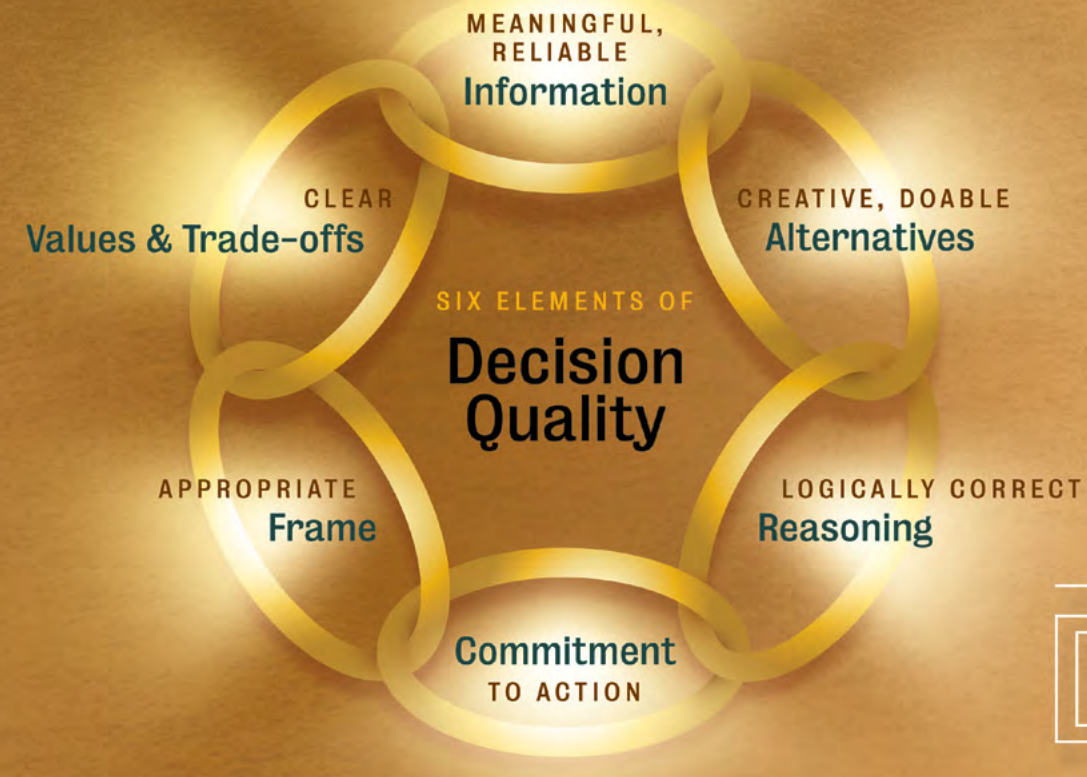 MEANINGFUL,
RELIABLE
Information
CLEAR
Values & Trade-offs
CREATIVE, DOABLE
Alternatives
SIX ELEMENTS OF
Decision
Quality
APPROPRIATE
Frame
LOGICALLY CORRECT
Reasoning
Commitment
TO ACTION